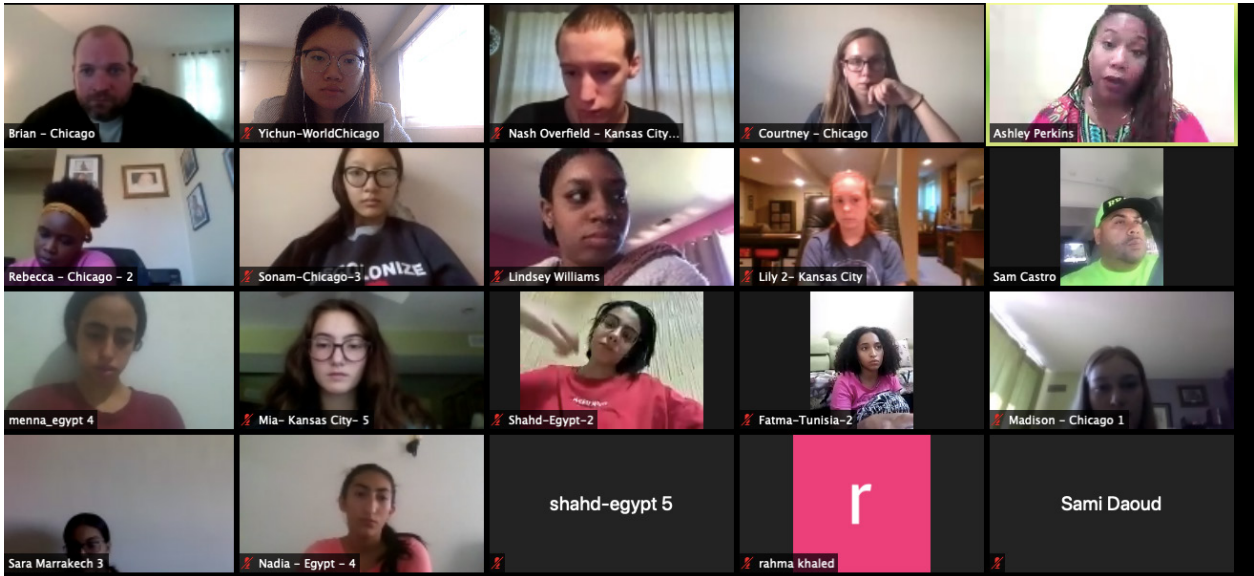 Brian - Chicago
Yichun-WorldChicago
Nash Overfield - Kansas City...
Courtney - Chicago
Ashley Perkins
Rebecca - Chicago - 2
Sonam-Chicago-3
Lindsey Williams
Lily 2- Kansas City
Sam Castro
menna_egypt 4
Mia- Kansas City- 5
Shahd-Egypt-2
Fatma-Tunisia-2
Madison - Chicago 1
Sara Marrakech 3
Nadia - Egypt - 4
shahd-egypt 5
r
rahma khaled
Sami Daoud